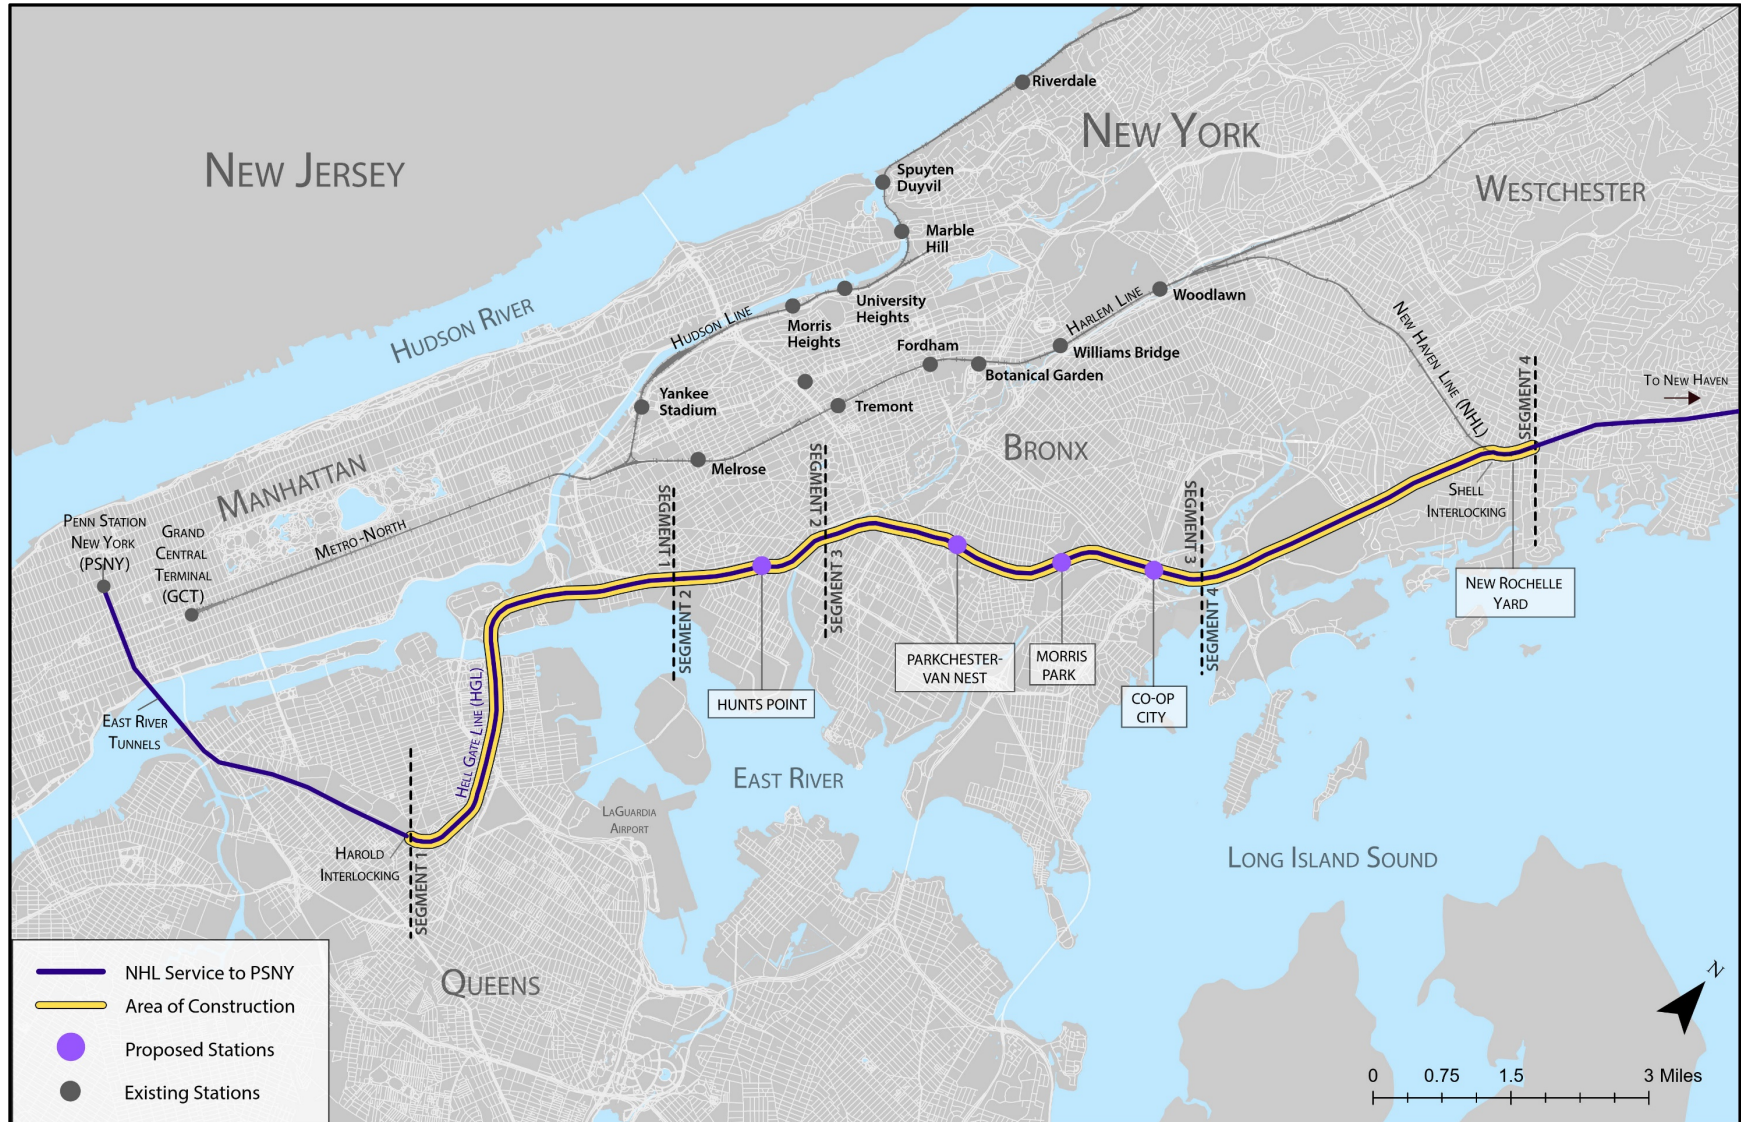 Riverdale
NEW YORK
NEW JERSEY
Spuyten
Duyvil
WESTCHESTER
Marble
Hill
HUDSON RIVER
HUDSON LINE
University
Heights
Morris
Heights
HARLEM LINE
Woodlawn
NEW HAVEN LINE (NHL)
Fordham
Williams Bridge
Botanical Garden
Yankee
Stadium
Tremont
SEGMENT 4
TO NEW HAVEN
BRONX
Melrose
MANHATTAN
METRO-NORTH
PENN STATION
NEW YORK
(PSNY)
GRAND
CENTRAL
TERMINAL
(GCT)
SEGMENT 1
SEGMENT 2
SEGMENT 2
SEGMENT 3
SEGMENT 3
SEGMENT 4
SHELL
INTERLOCKING
NEW ROCHELLE
YARD
HUNTS POINT
PARKCHESTER-
VAN NEST
MORRIS
PARK
CO-OP
CITY
EAST RIVER
TUNNELS
HELL GATE LINE (HGL)
EAST RIVER
LAGUARDIA
AIRPORT
HAROLD
INTERLOCKING
SEGMENT 1
LONG ISLAND SOUND
QUEENS
NHL Service to PSNY
Area of Construction
Proposed Stations
Existing Stations
N
0 0.75 1.5 3 Miles